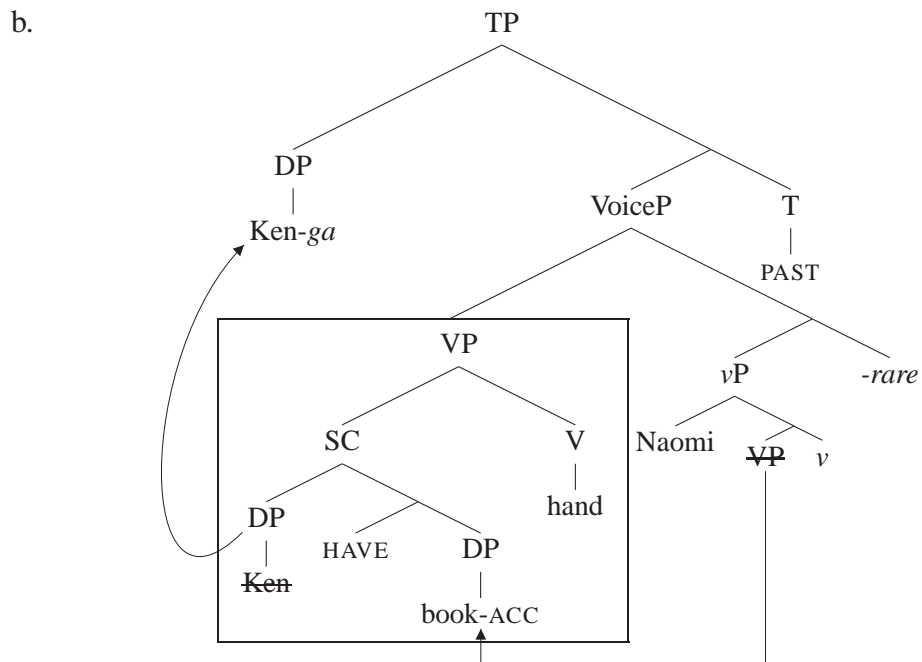 b.
TP
DP
Ken-ga
VoiceP
T
PAST
VP
vP
-rare
SC
V
Naomi
VP
v
hand
DP
HAVE
DP
Ken
book-ACC